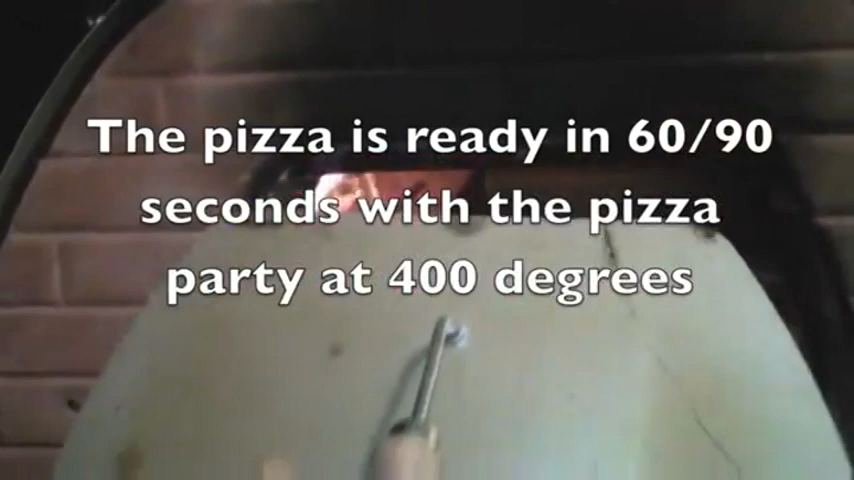 The pizza is ready in 60/90
seconds with the pizza
party at 400 degrees